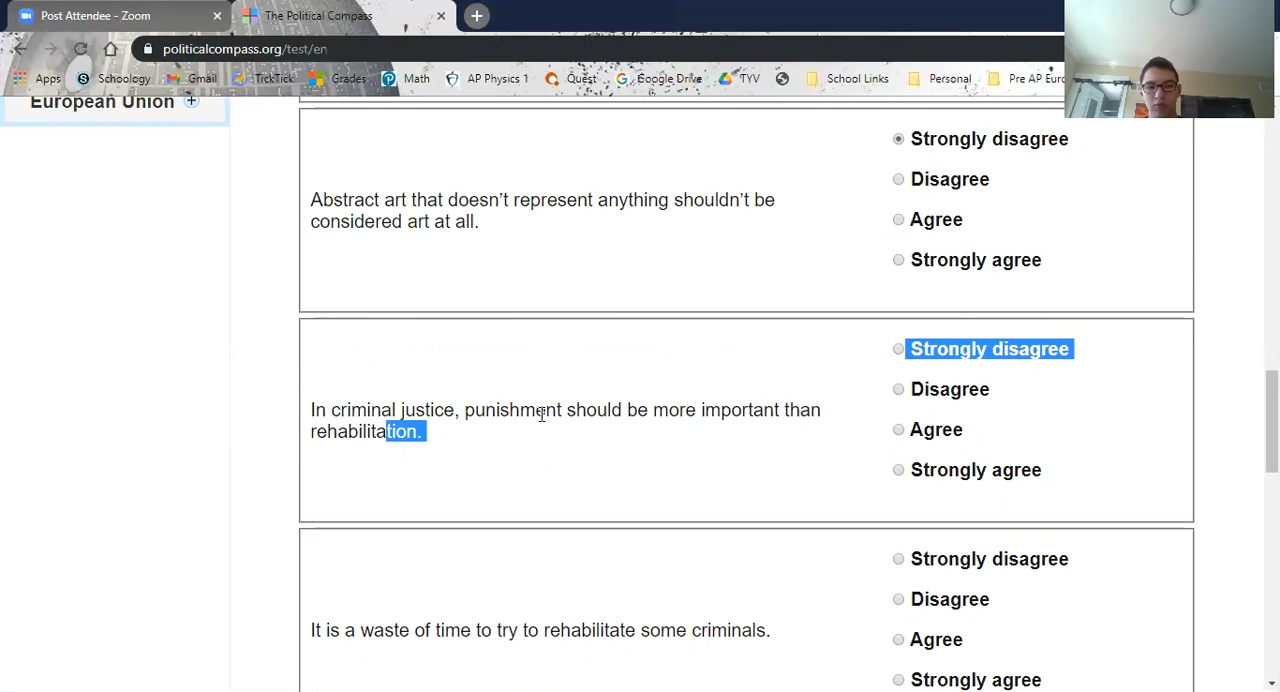 Post Attendee - Zoom
The Political Compass
politicalcompass.org/test/en
Apps
Schoology
Gmail
TickTick
Grades
Math
AP Physics 1
Quest
Google Drive
TYV
School Links
Personal
Pre AP Euro
European Union
Abstract art that doesn't represent anything shouldn't be
considered art at all.
Strongly disagree
Disagree
Agree
Strongly agree
In criminal justice, punishment should be more important than
rehabilitation.
Strongly disagree
Disagree
Agree
Strongly agree
It is a waste of time to try to rehabilitate some criminals.
Strongly disagree
Disagree
Agree
Strongly agree